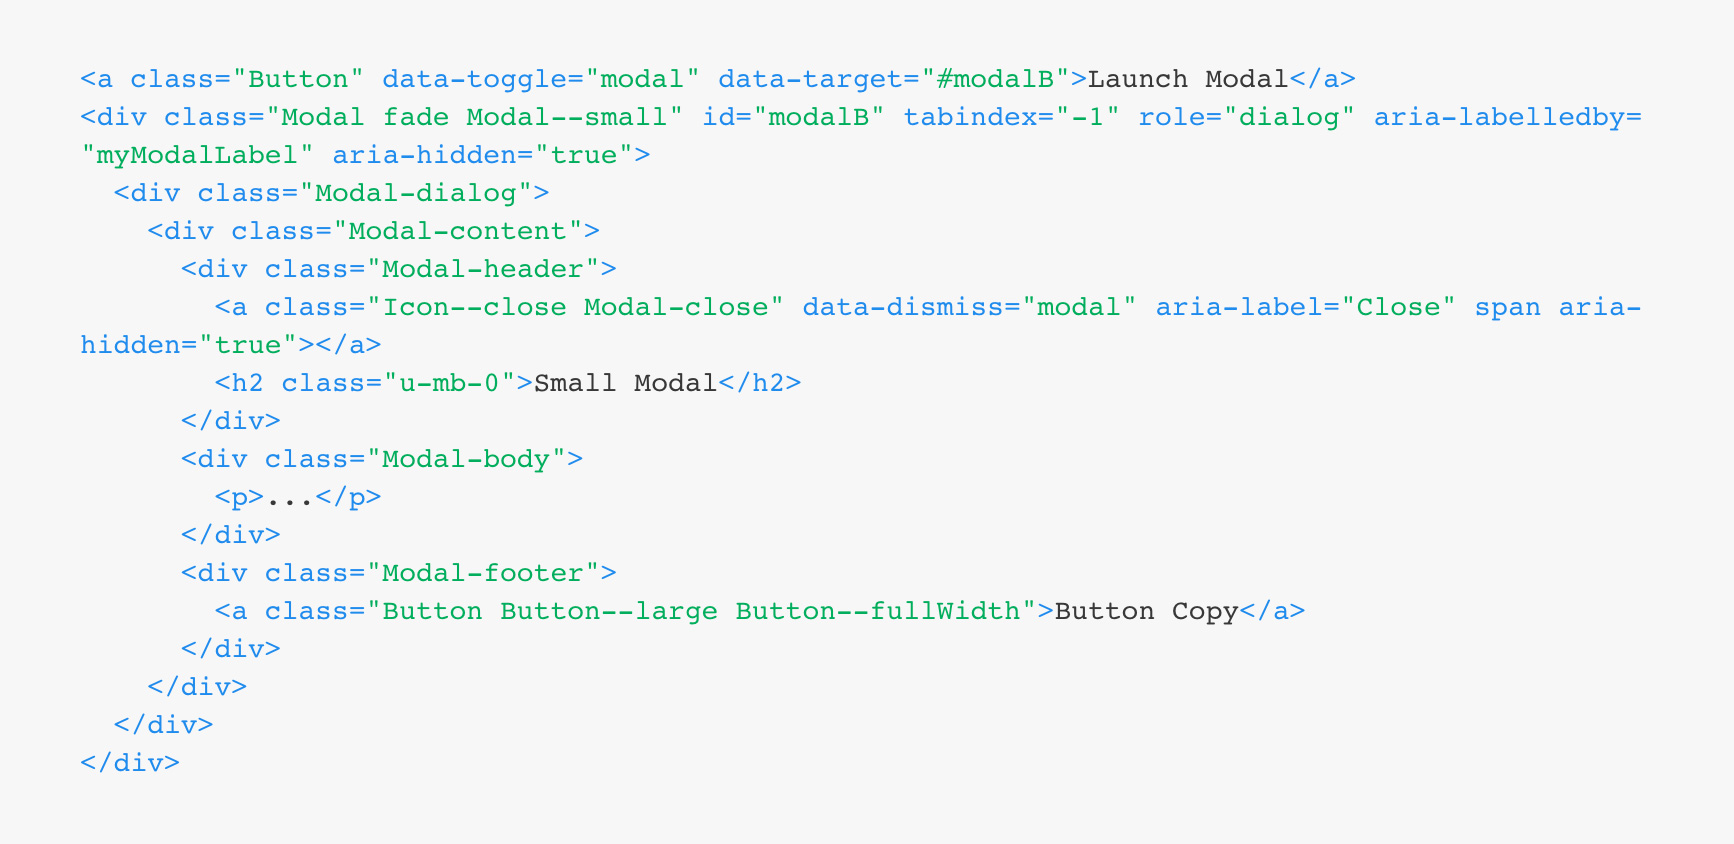 <a class="Button" data-toggle="modal" data-target="#modalB">Launch Modal</a>
<div class="Modal fade Modal--small" id="modalB" tabindex="-1" role="dialog" aria-labelledby=
"myModalLabel" aria-hidden="true">
  <div class="Modal-dialog">
    <div class="Modal-content">
      <div class="Modal-header">
        <a class="Icon--close Modal-close" data-dismiss="modal" aria-label="Close" span aria-
hidden="true"></a>
        <h2 class="u-mb-0">Small Modal</h2>
      </div>
      <div class="Modal-body">
        <p>...</p>
      </div>
      <div class="Modal-footer">
        <a class="Button Button--large Button--fullWidth">Button Copy</a>
      </div>
    </div>
  </div>
</div>